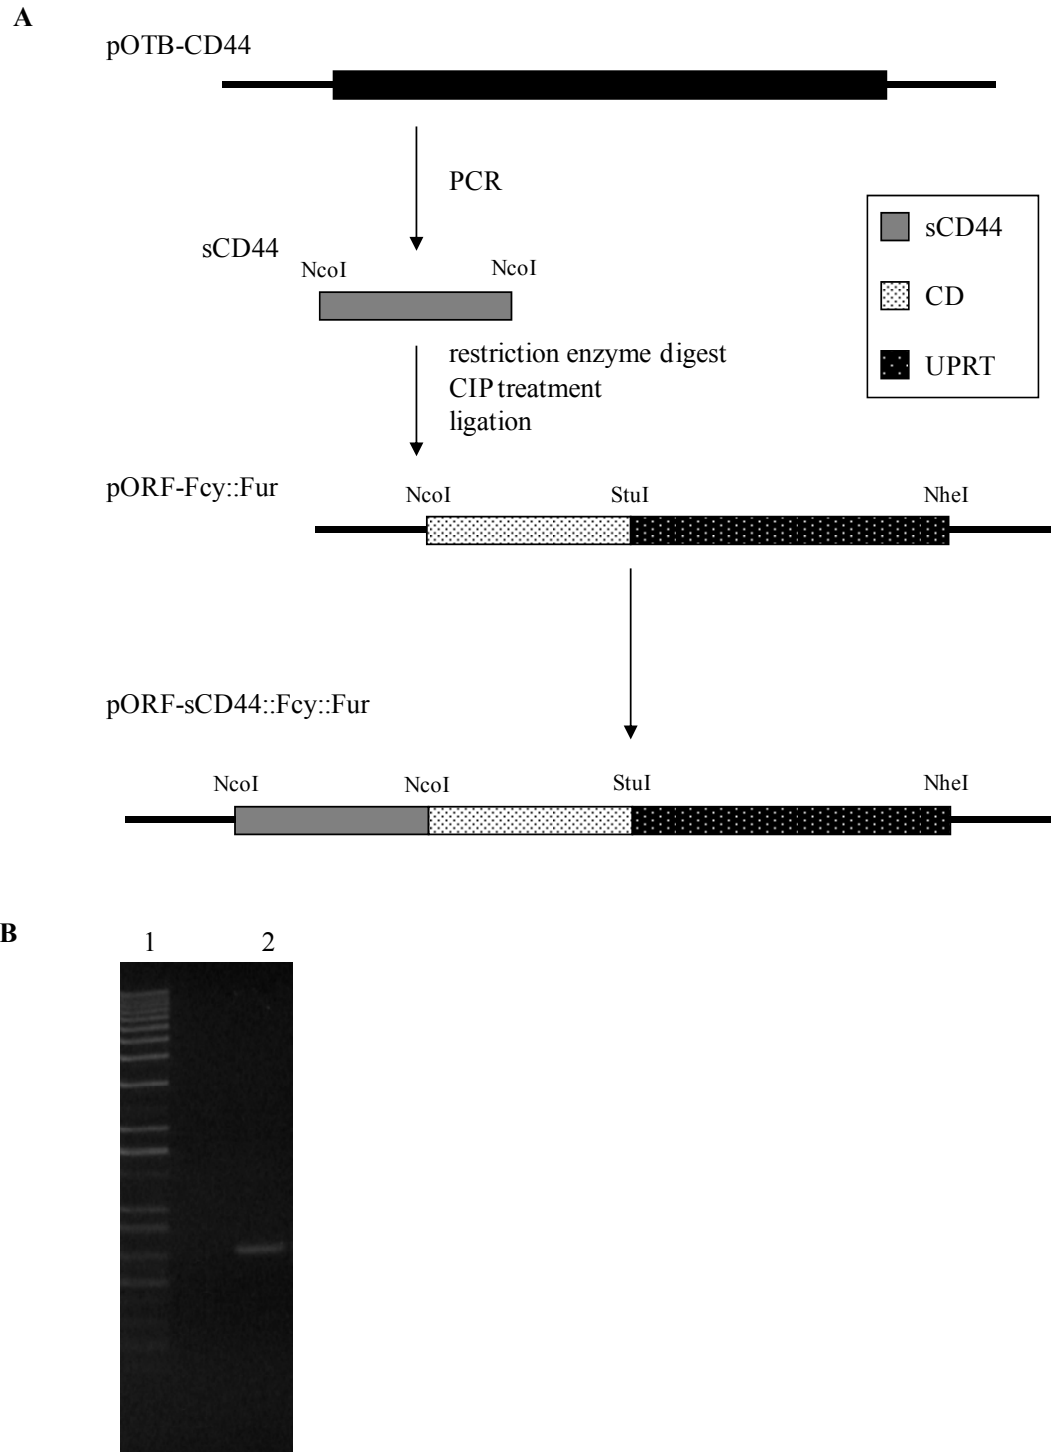 A
pOTB-CD44
PCR
sCD44
NcoI NcoI
sCD44
CD
UPRT
restriction enzyme digest
CIP treatment
ligation
pORF-Fcy::Fur
NcoI StuI NheI
pORF-sCD44::Fcy::Fur
NcoI NcoI StuI NheI
B
1 2